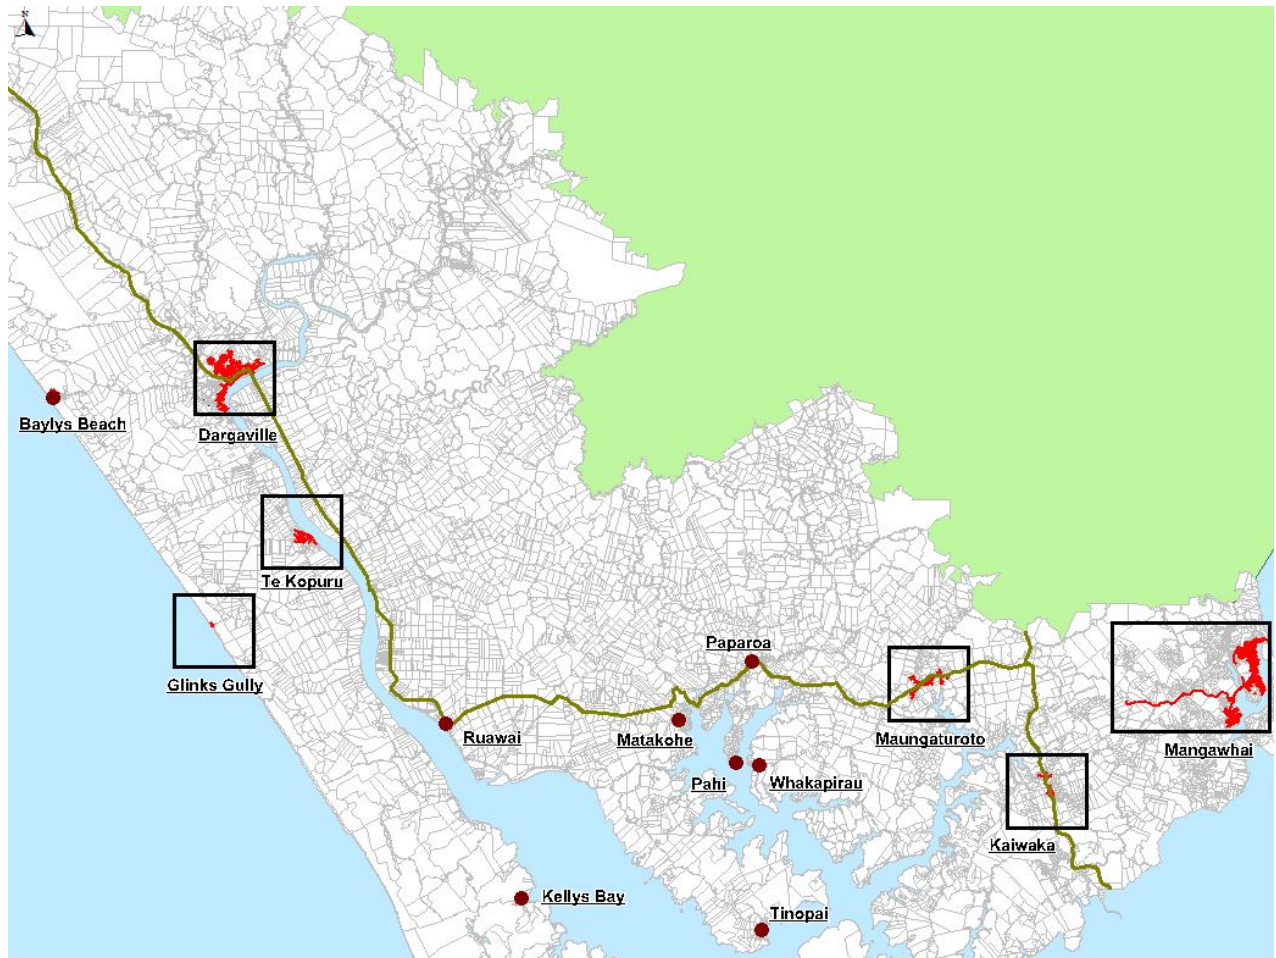 N
Baylys Beach
Dargaville
Te Kopuru
Glinks Gully
Paparoa
Ruawai
Matakohe
Maungaturoto
Mangawhai
Pahi
Whakapirau
Kaiwaka
Kellys Bay
Tinopai